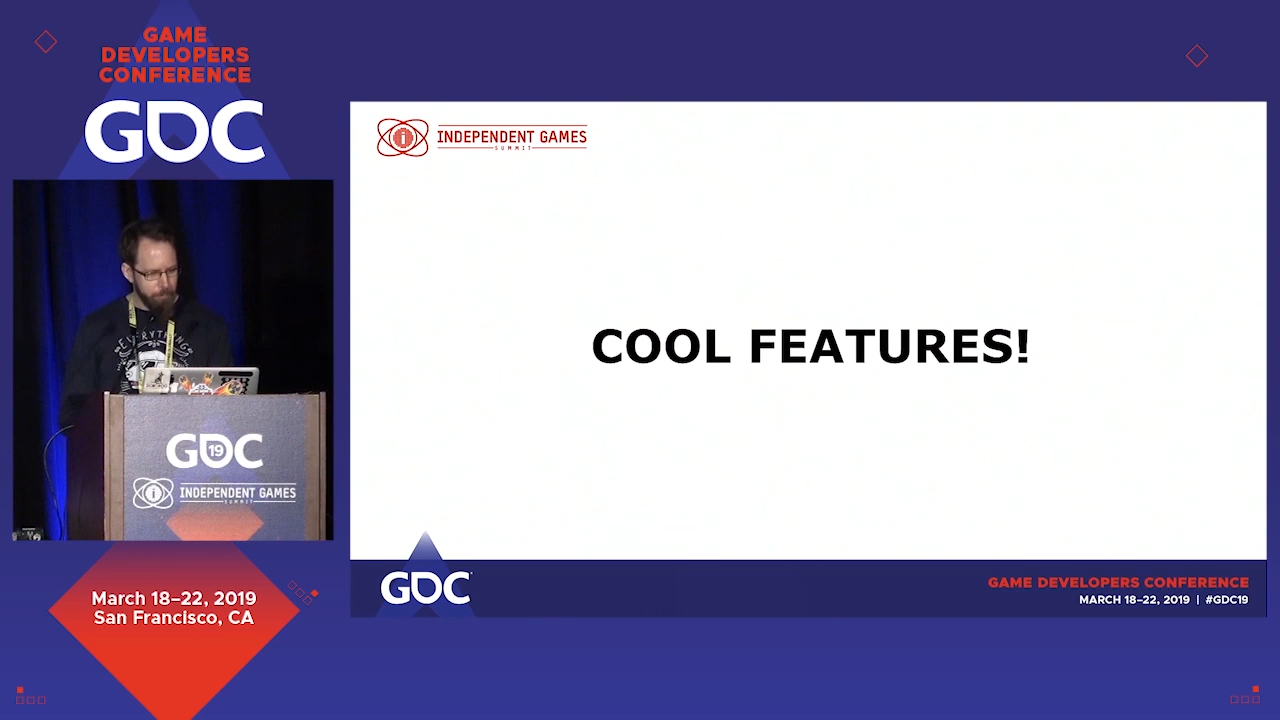 GAME
DEVELOPERS
CONFERENCE
GDC
INDEPENDENT GAMES
SUMMIT
COOL FEATURES!
EVERYTHING
GDC
19
INDEPENDENT GAMES
SUMMIT
March 18–22, 2019
San Francisco, CA
GDC
GAME DEVELOPERS CONFERENCE
MARCH 18–22, 2019 | #GDC19